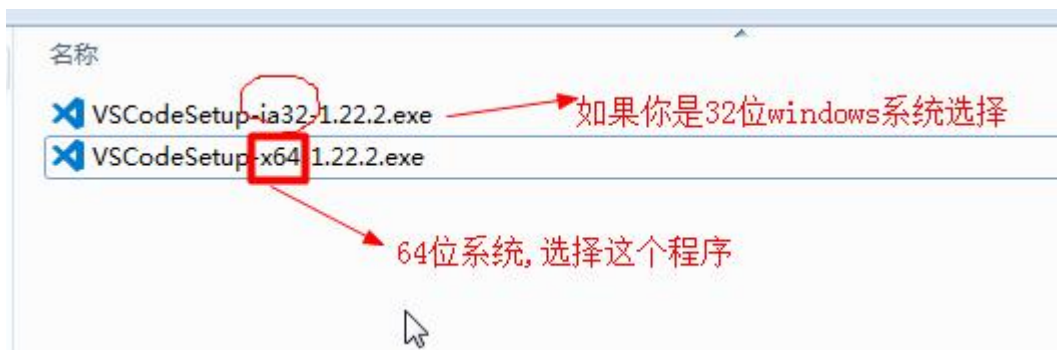 名称
VSCodeSetup-ia32-1.22.2.exe
如果你是32位windows系统选择
VSCodeSetup-x64-1.22.2.exe
64位系统,选择这个程序